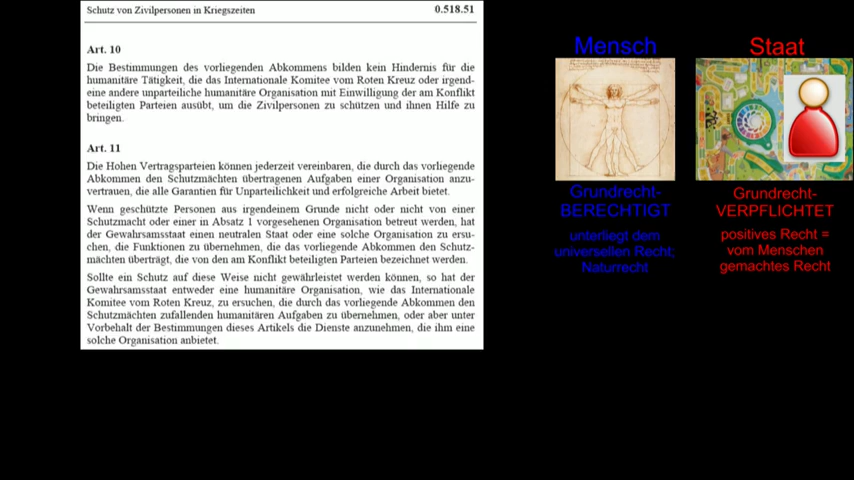 Schutz von Zivilpersonen in Kriegszeiten 0.518.51
Art. 10
Die Bestimmungen des vorliegenden Abkommens bilden kein Hindernis für die
humanitäre Tätigkeit, die das Internationale Komitee vom Roten Kreuz oder irgend-
eine andere unparteiliche humanitäre Organisation mit Einwilligung der am Konflikt
beteiligten Parteien ausübt, um die Zivilpersonen zu schützen und ihnen Hilfe zu
bringen.
Art. 11
Die Hohen Vertragsparteien können jederzeit vereinbaren, die durch das vorliegende
Abkommen den Schutzmächten übertragenen Aufgaben einer Organisation anzu-
vertrauen, die alle Garantien für Unparteilichkeit und erfolgreiche Arbeit bietet.
Wenn geschützte Personen aus irgendeinem Grunde nicht oder nicht von einer
Schutzmacht oder einer in Absatz 1 vorgesehenen Organisation betreut werden, hat
der Gewahrsamsstaat einen neutralen Staat oder eine solche Organisation zu ersu-
chen, die Funktionen zu übernehmen, die das vorliegende Abkommen den Schutz-
mächten überträgt, die von den am Konflikt beteiligten Parteien bezeichnet werden.
Sollte ein Schutz auf diese Weise nicht gewährleistet werden können, so hat der
Gewahrsamsstaat entweder eine humanitäre Organisation, wie das Internationale
Komitee vom Roten Kreuz, zu ersuchen, die durch das vorliegende Abkommen den
Schutzmächten zufallenden humanitären Aufgaben zu übernehmen, oder aber unter
Vorbehalt der Bestimmungen dieses Artikels die Dienste anzunehmen, die ihm eine
solche Organisation anbietet.
Mensch
Grundrecht-
BERECHTIGT
unterliegt dem
universellen Recht;
Naturrecht
Staat
Grundrecht-
VERPFLICHTET
positives Recht =
vom Menschen
gemachtes Recht